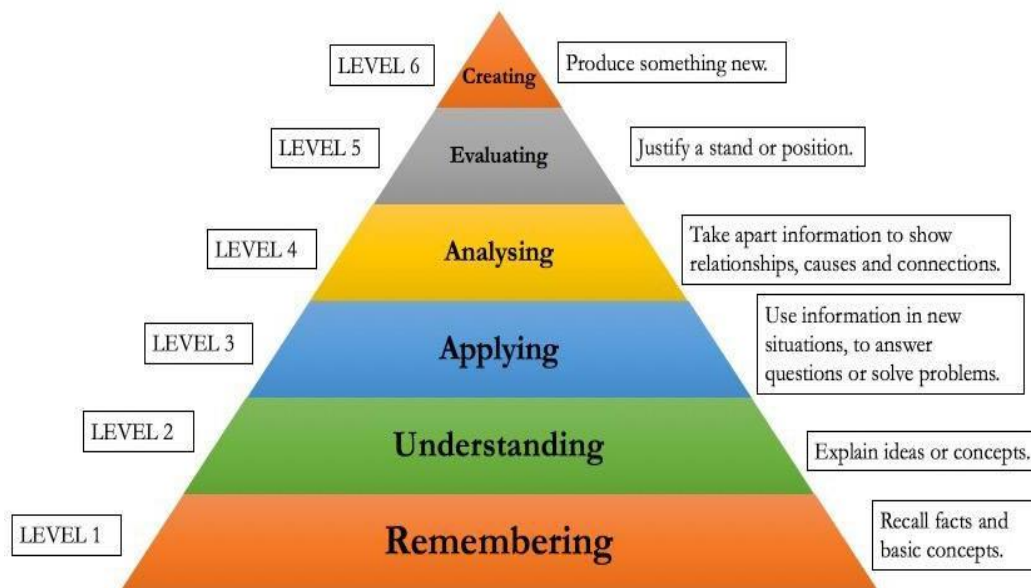 LEVEL 6
Creating
Produce something new.
LEVEL 5
Evaluating
Justify a stand or position.
LEVEL 4
Analysing
Take apart information to show
relationships, causes and connections.
LEVEL 3
Applying
Use information in new
situations, to answer
questions or solve problems.
LEVEL 2
Understanding
Explain ideas or concepts.
LEVEL 1
Remembering
Recall facts and
basic concepts.